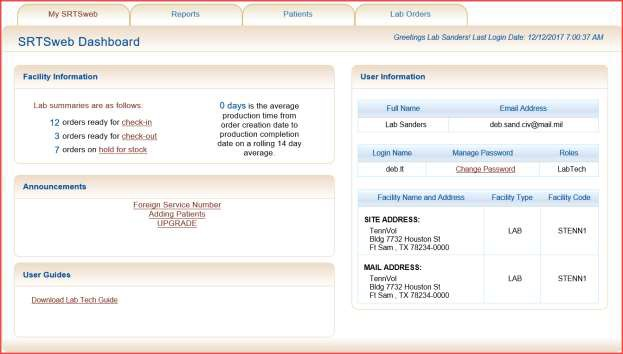 My SRTSweb
Reports
Patients
Lab Orders
SRTSweb Dashboard
Greetings Lab Sanders! Last Login Date: 12/12/2017 7:00:37 AM
Facility Information
Lab summaries are as follows:
12 orders ready for check-in
3 orders ready for check-out
7 orders on hold for stock
0 days is the average
production time from
order creation date to
production completion
date on a rolling 14 day
average.
Announcements
Foreign Service Number
Adding Patients
UPGRADE
User Guides
Download Lab Tech Guide
User Information
Full Name Email Address
Lab Sanders deb.sand.civ@mail.mil
Login Name Manage Password Roles
deb.lt Change Password LabTech
Facility Name and Address Facility Type Facility Code
SITE ADDRESS:
TennVol LAB STENN1
Bldg 7732 Houston St
Ft Sam , TX 78234-0000
MAIL ADDRESS:
TennVol LAB STENN1
Bldg 7732 Houston St
Ft Sam , TX 78234-0000